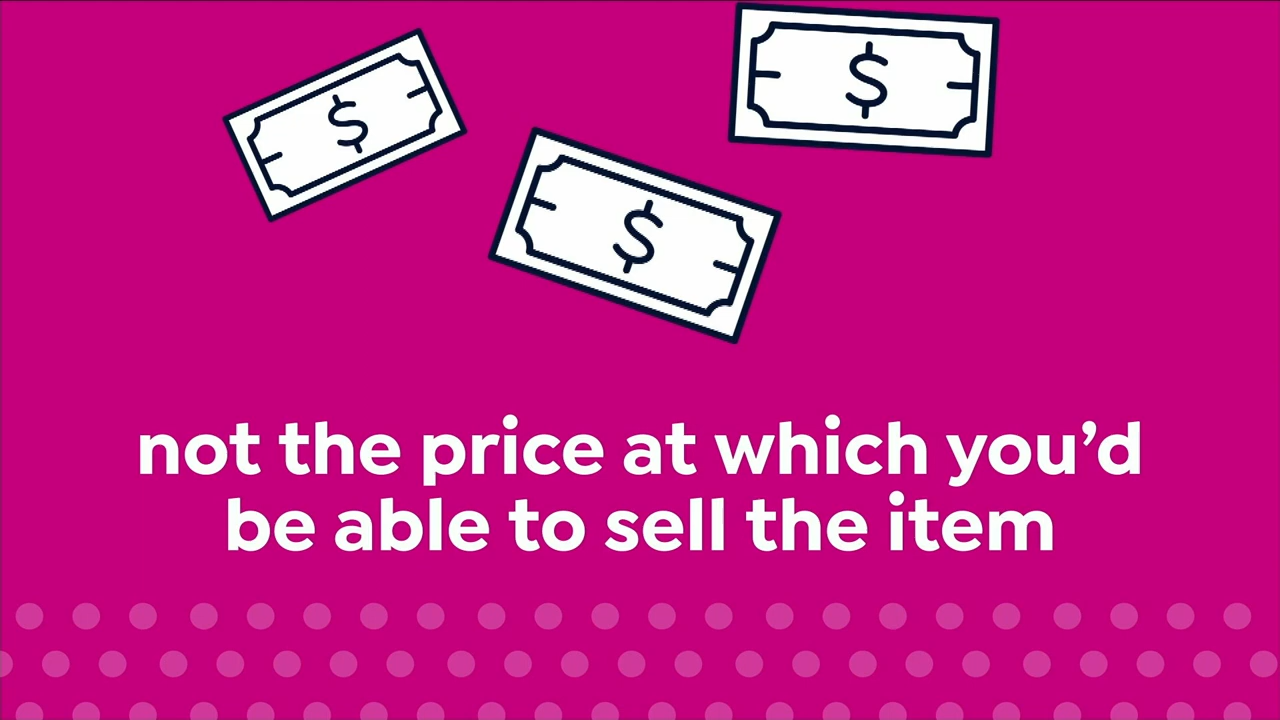 $
$
$
not the price at which you’d
be able to sell the item